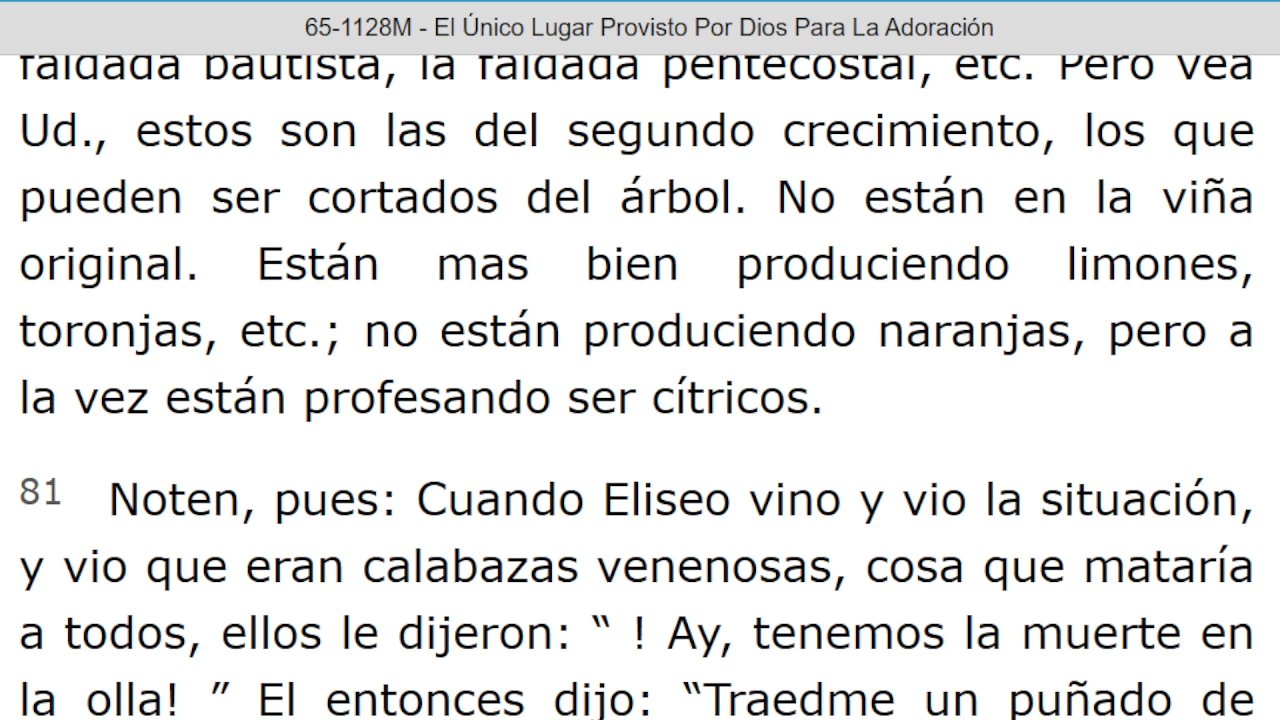 65-1128M - El Único Lugar Provisto Por Dios Para La Adoración
faldada bautista, la faldada pentecostal, etc. Pero vea
Ud., estos son las del segundo crecimiento, los que
pueden ser cortados del árbol. No están en la viña
original. Están mas bien produciendo limones,
toronjas, etc.; no están produciendo naranjas, pero a
la vez están profesando ser cítricos.
81 Noten, pues: Cuando Eliseo vino y vio la situación,
y vio que eran calabazas venenosas, cosa que mataría
a todos, ellos le dijeron: “ ! Ay, tenemos la muerte en
la olla! ” El entonces dijo: “Traedme un puñado de